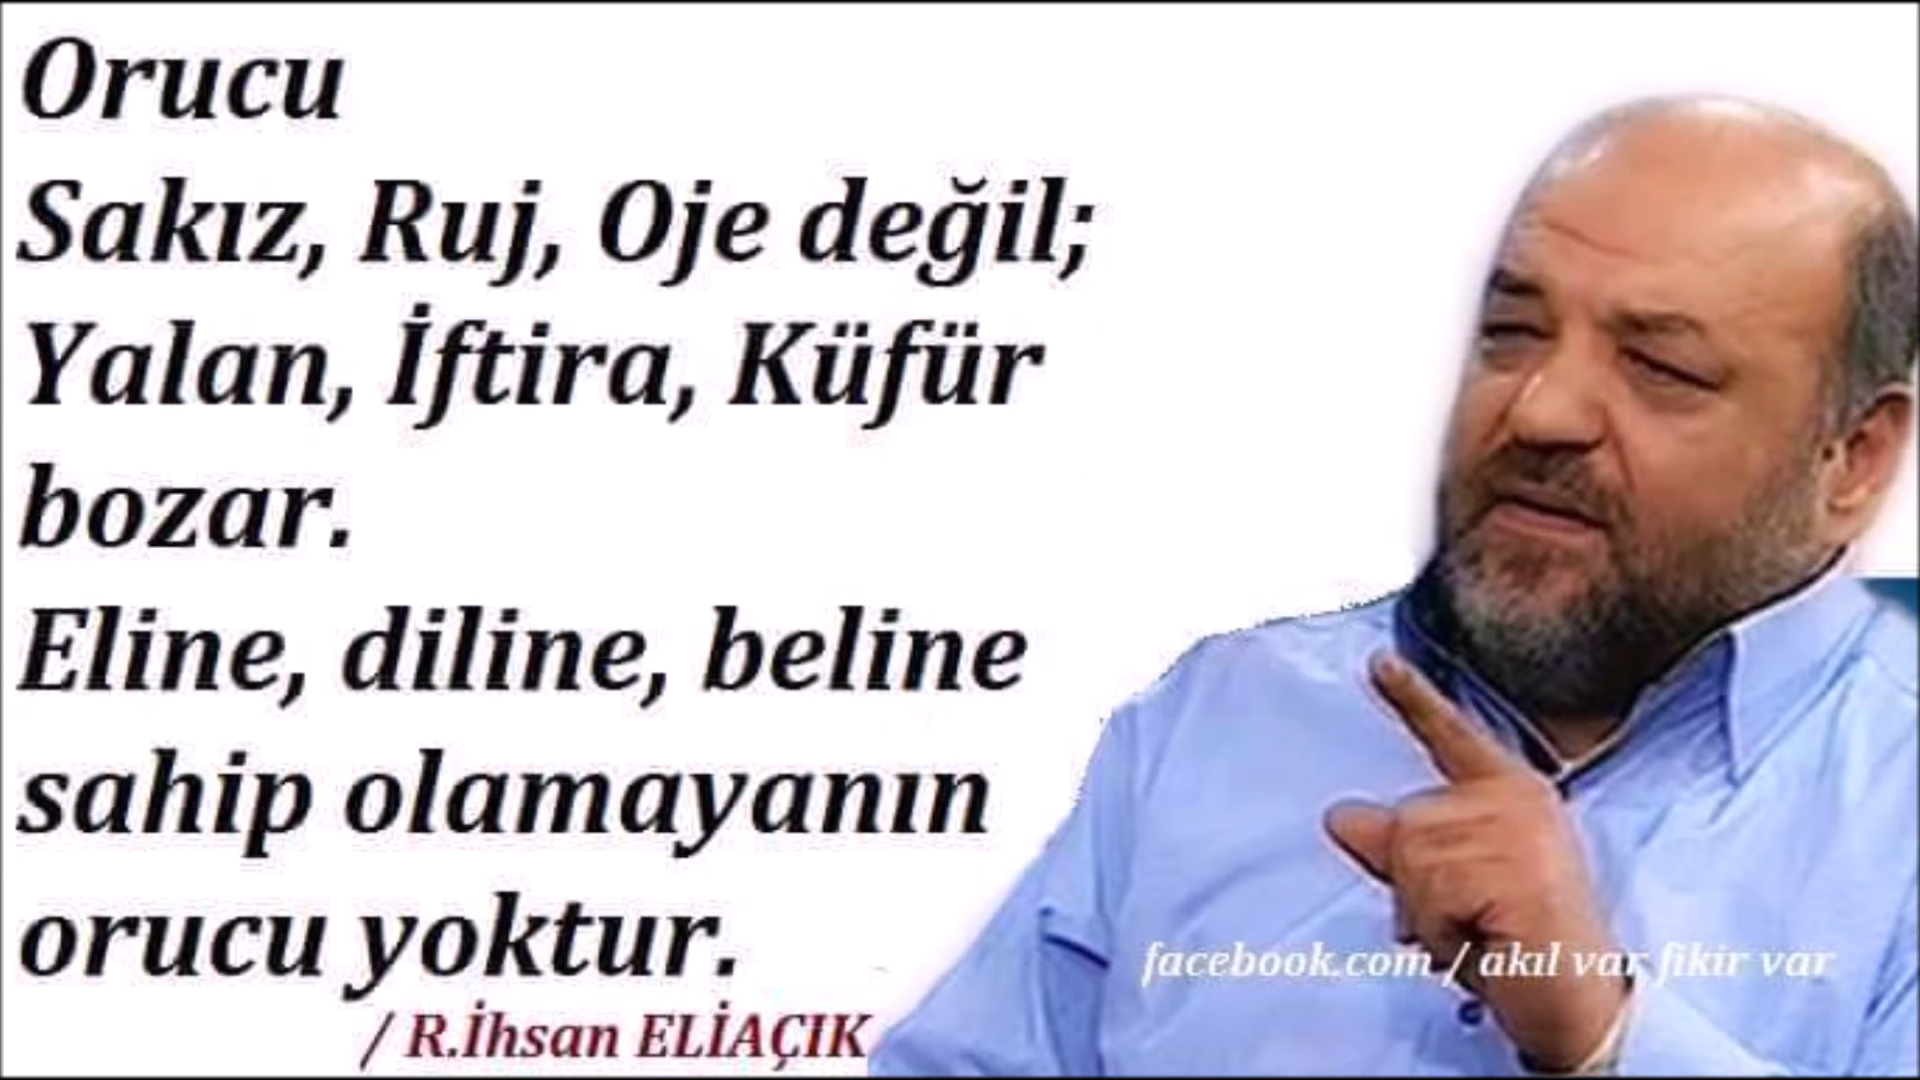 Orucu
Sakız, Ruj, Oje değil;
Yalan, İftira, Küfür
bozar.
Eline, diline, beline
sahip olamayanın
orucu yoktur.
/ R.İhsan ELİAÇIK
facebook.com / akıl var fikir var